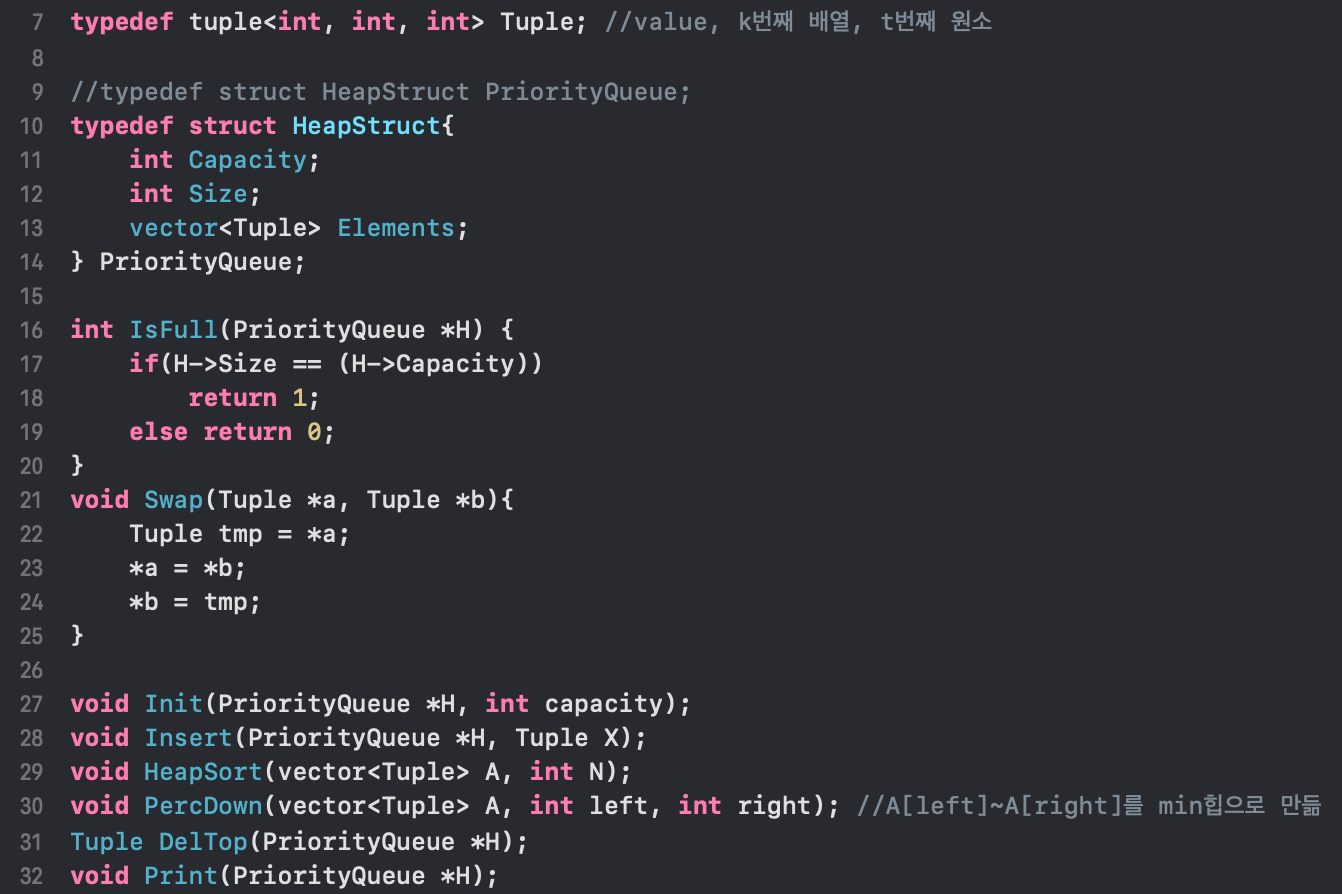 7 typedef tuple<int, int, int> Tuple; //value, k번째 배열, t번째 원소
8
9 //typedef struct HeapStruct PriorityQueue;
10 typedef struct HeapStruct{
11     int Capacity;
12     int Size;
13     vector<Tuple> Elements;
14 } PriorityQueue;
15
16 int IsFull(PriorityQueue *H) {
17     if(H->Size == (H->Capacity))
18         return 1;
19     else return 0;
20 }
21 void Swap(Tuple *a, Tuple *b){
22     Tuple tmp = *a;
23     *a = *b;
24     *b = tmp;
25 }
26
27 void Init(PriorityQueue *H, int capacity);
28 void Insert(PriorityQueue *H, Tuple X);
29 void HeapSort(vector<Tuple> A, int N);
30 void PercDown(vector<Tuple> A, int left, int right); //A[left]~A[right]를 min힙으로 만듦
31 Tuple DelTop(PriorityQueue *H);
32 void Print(PriorityQueue *H);